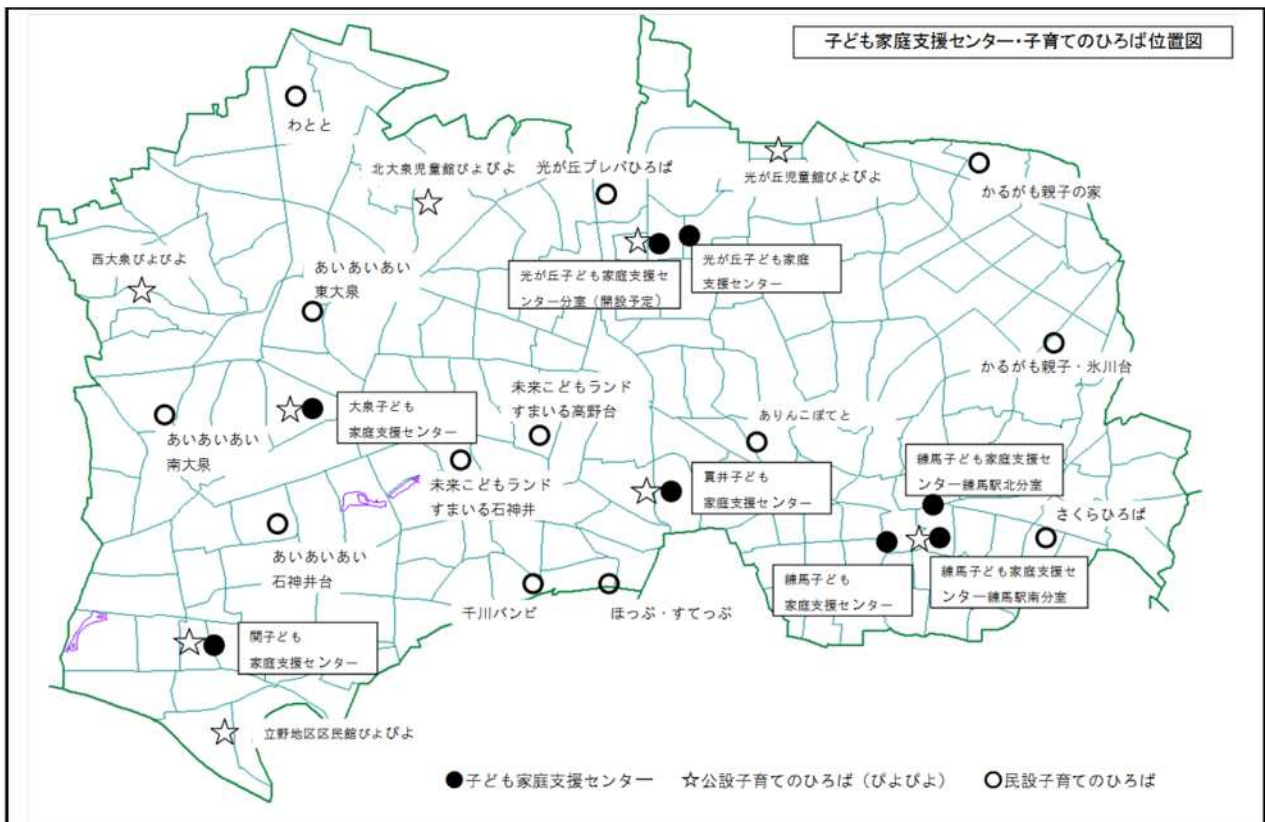 子ども家庭支援センター・子育てのひろば位置図
わとと
北大泉児童館ぴよぴよ
光が丘プレパひろば
光が丘児童館ぴよぴよ
かるがも親子の家
西大泉ぴよぴよ
あいあいあい
東大泉
光が丘子ども家庭支援セ
ンター分室（開設予定）
光が丘子ども家庭
支援センター
かるがも親子・氷川台
あいあいあい
南大泉
大泉子ども
家庭支援センター
未来こどもランド
すまいる高野台
未来こどもランド
すまいる石神井
ありんこぽてと
貫井子ども
家庭支援センター
練馬子ども家庭支援セ
ンター練馬駅北分室
さくらひろば
あいあいあい
石神井台
千川バンビ
ほっぷ・すてっぷ
練馬子ども
家庭支援センター
練馬子ども家庭支援セ
ンター練馬駅南分室
関子ども
家庭支援センター
立野地区区民館ぴよぴよ
●子ども家庭支援センター ☆公設子育てのひろば（ぴよぴよ） ○民設子育てのひろば